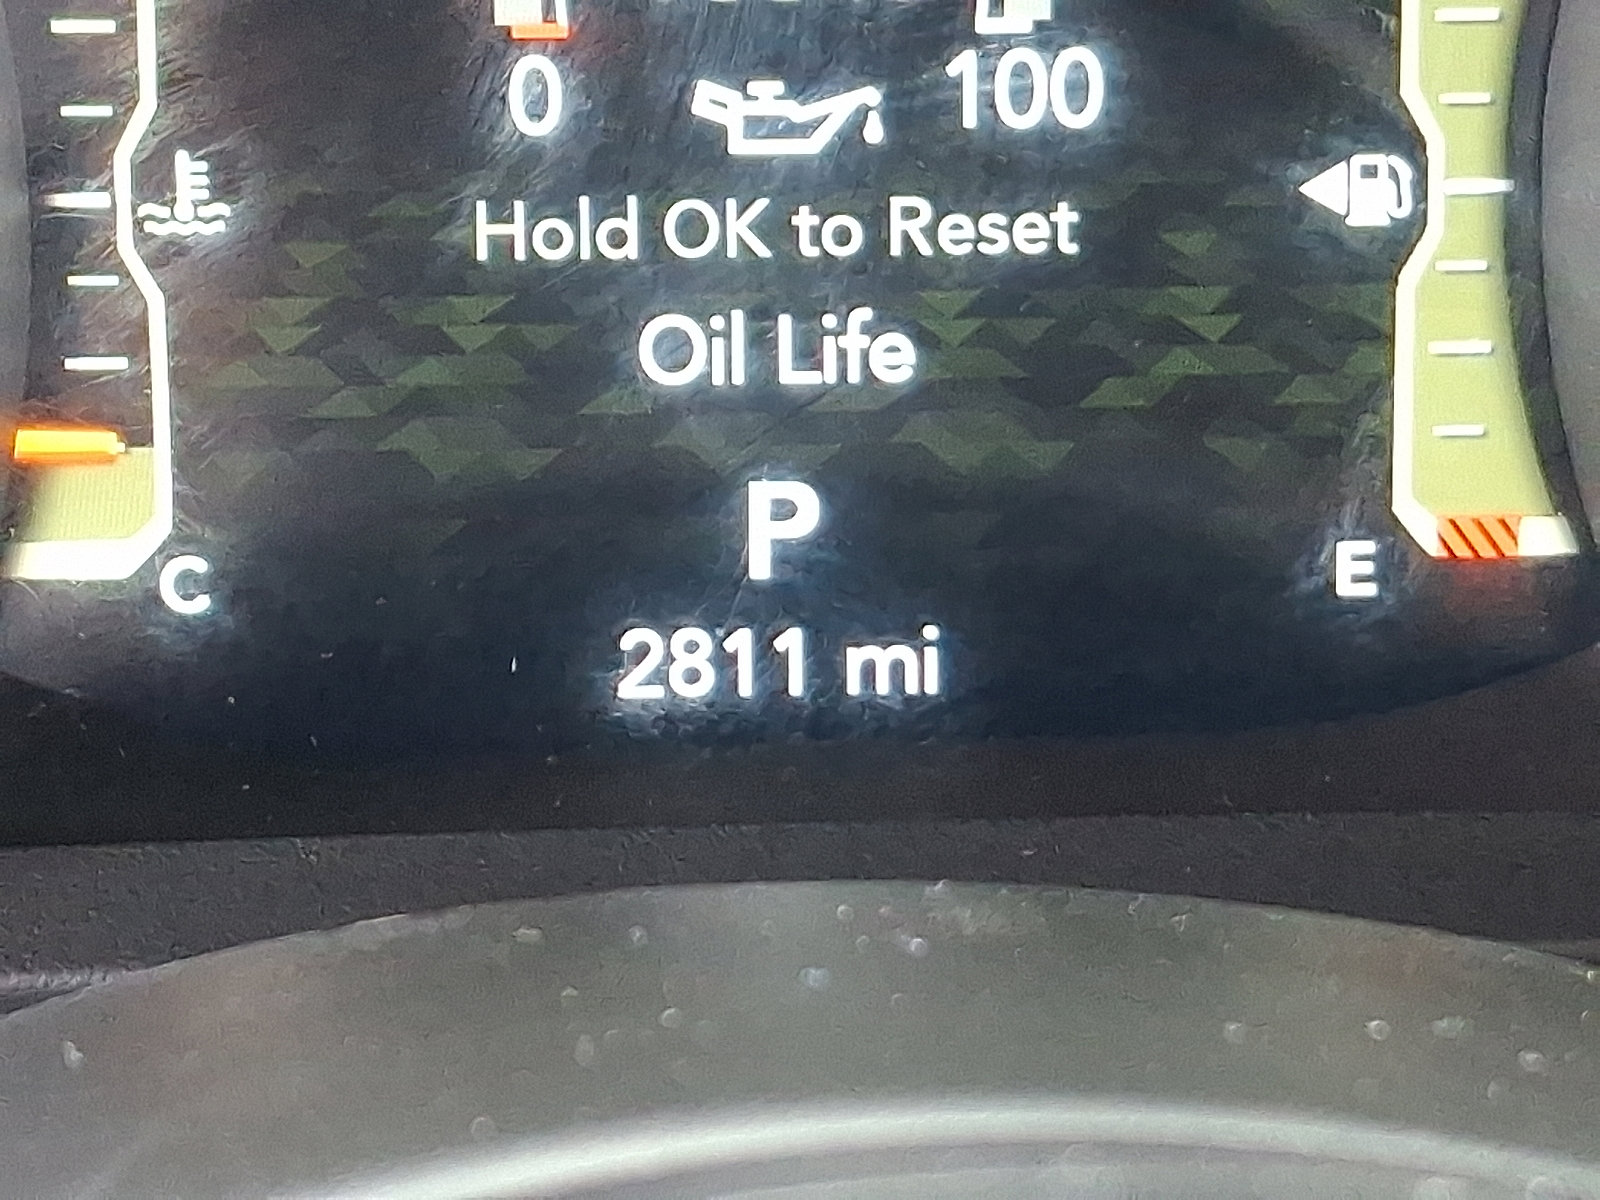 0 100
Hold OK to Reset
Oil Life
P
C E
2811 mi